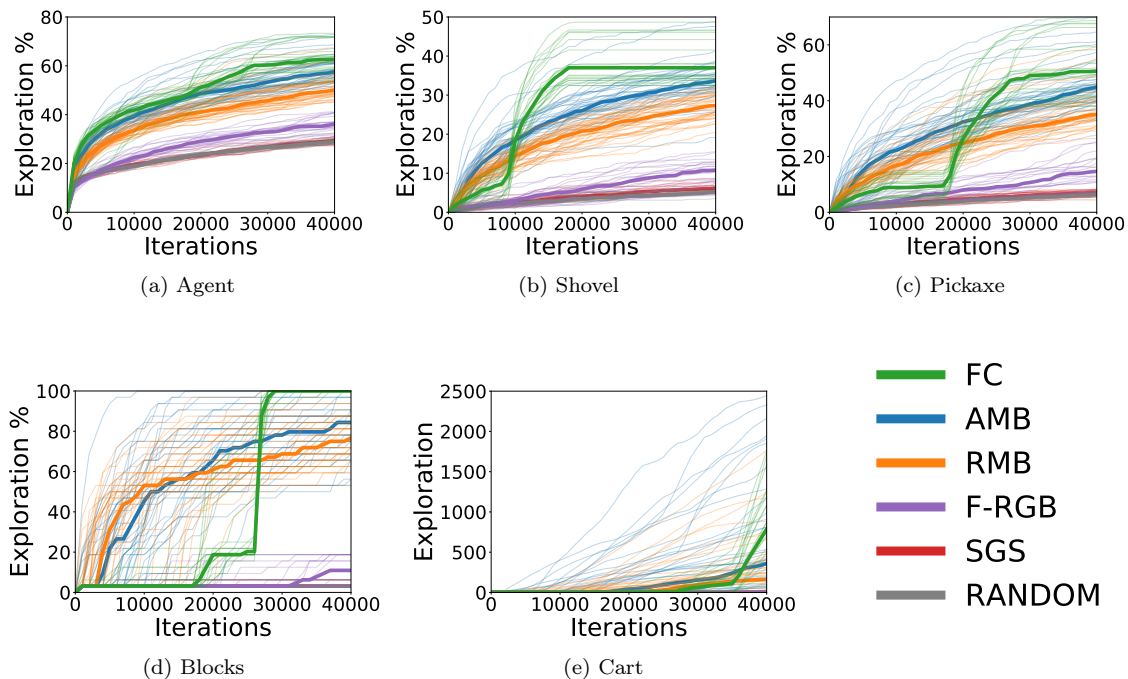 80
60
40
20
0
Exploration %
0 10000 20000 30000 40000
Iterations
(a) Agent
50
40
30
20
10
0
Exploration %
0 10000 20000 30000 40000
Iterations
(b) Shovel
60
40
20
0
Exploration %
0 10000 20000 30000 40000
Iterations
(c) Pickaxe
100
80
60
40
20
0
Exploration %
0 10000 20000 30000 40000
Iterations
(d) Blocks
2500
2000
1500
1000
500
0
Exploration
0 10000 20000 30000 40000
Iterations
(e) Cart
FC
AMB
RMB
F-RGB
SGS
RANDOM